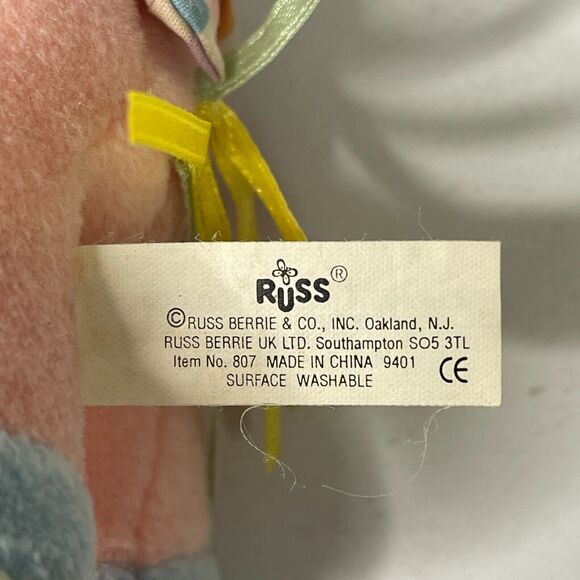 RUSS®
©RUSS BERRIE & CO., INC. Oakland, N.J.
RUSS BERRIE UK LTD. Southampton SO5 3TL
Item No. 807 MADE IN CHINA 9401
SURFACE WASHABLE CE